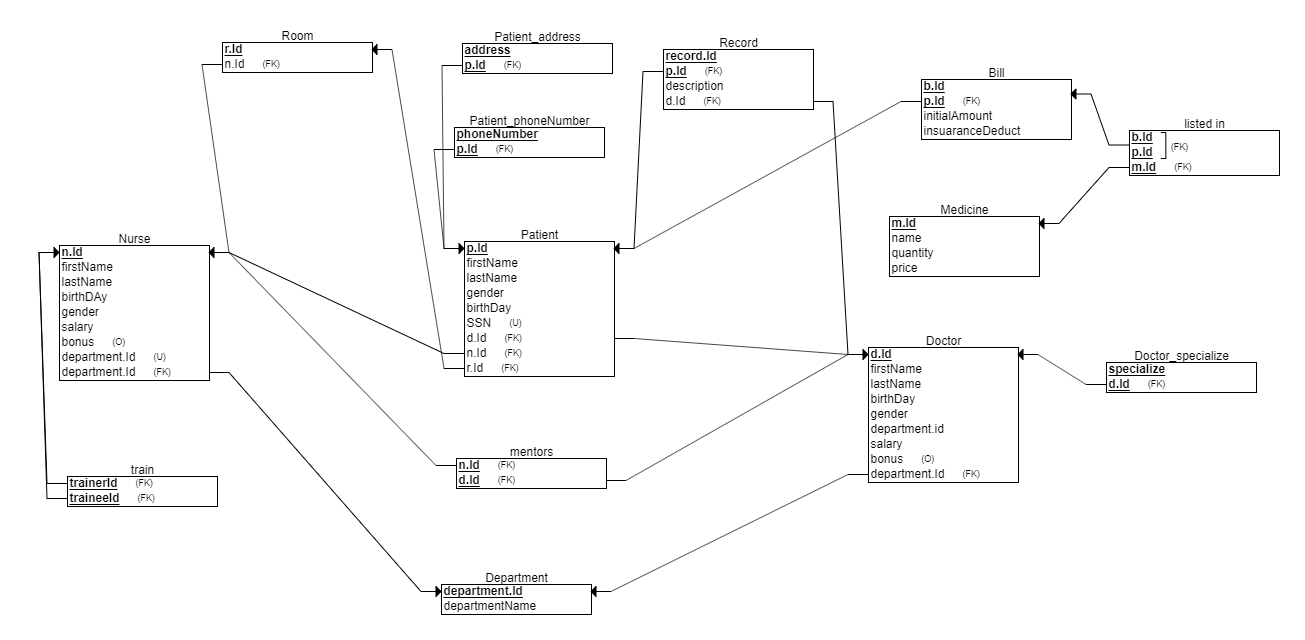 Room
r.Id
n.Id (FK)
Patient_address
address
p.Id (FK)
Record
record.Id
p.Id (FK)
description
d.Id (FK)
Bill
b.Id
p.Id (FK)
initialAmount
insuaranceDeduct
listed in
b.Id
p.Id (FK)
m.Id (FK)
Patient_phoneNumber
phoneNumber
p.Id (FK)
Medicine
m.Id
name
quantity
price
Nurse
n.Id
firstName
lastName
birthDAy
gender
salary
bonus (O)
department.Id (U)
department.Id (FK)
Patient
p.Id
firstName
lastName
gender
birthDay
SSN (U)
d.Id (FK)
n.Id (FK)
r.Id (FK)
Doctor
d.Id
firstName
lastName
birthDay
gender
department.id
salary
bonus (O)
department.Id (FK)
Doctor_specialize
specialize
d.Id (FK)
mentors
n.Id (FK)
d.Id (FK)
train
trainerId (FK)
traineeId (FK)
Department
department.Id
departmentName